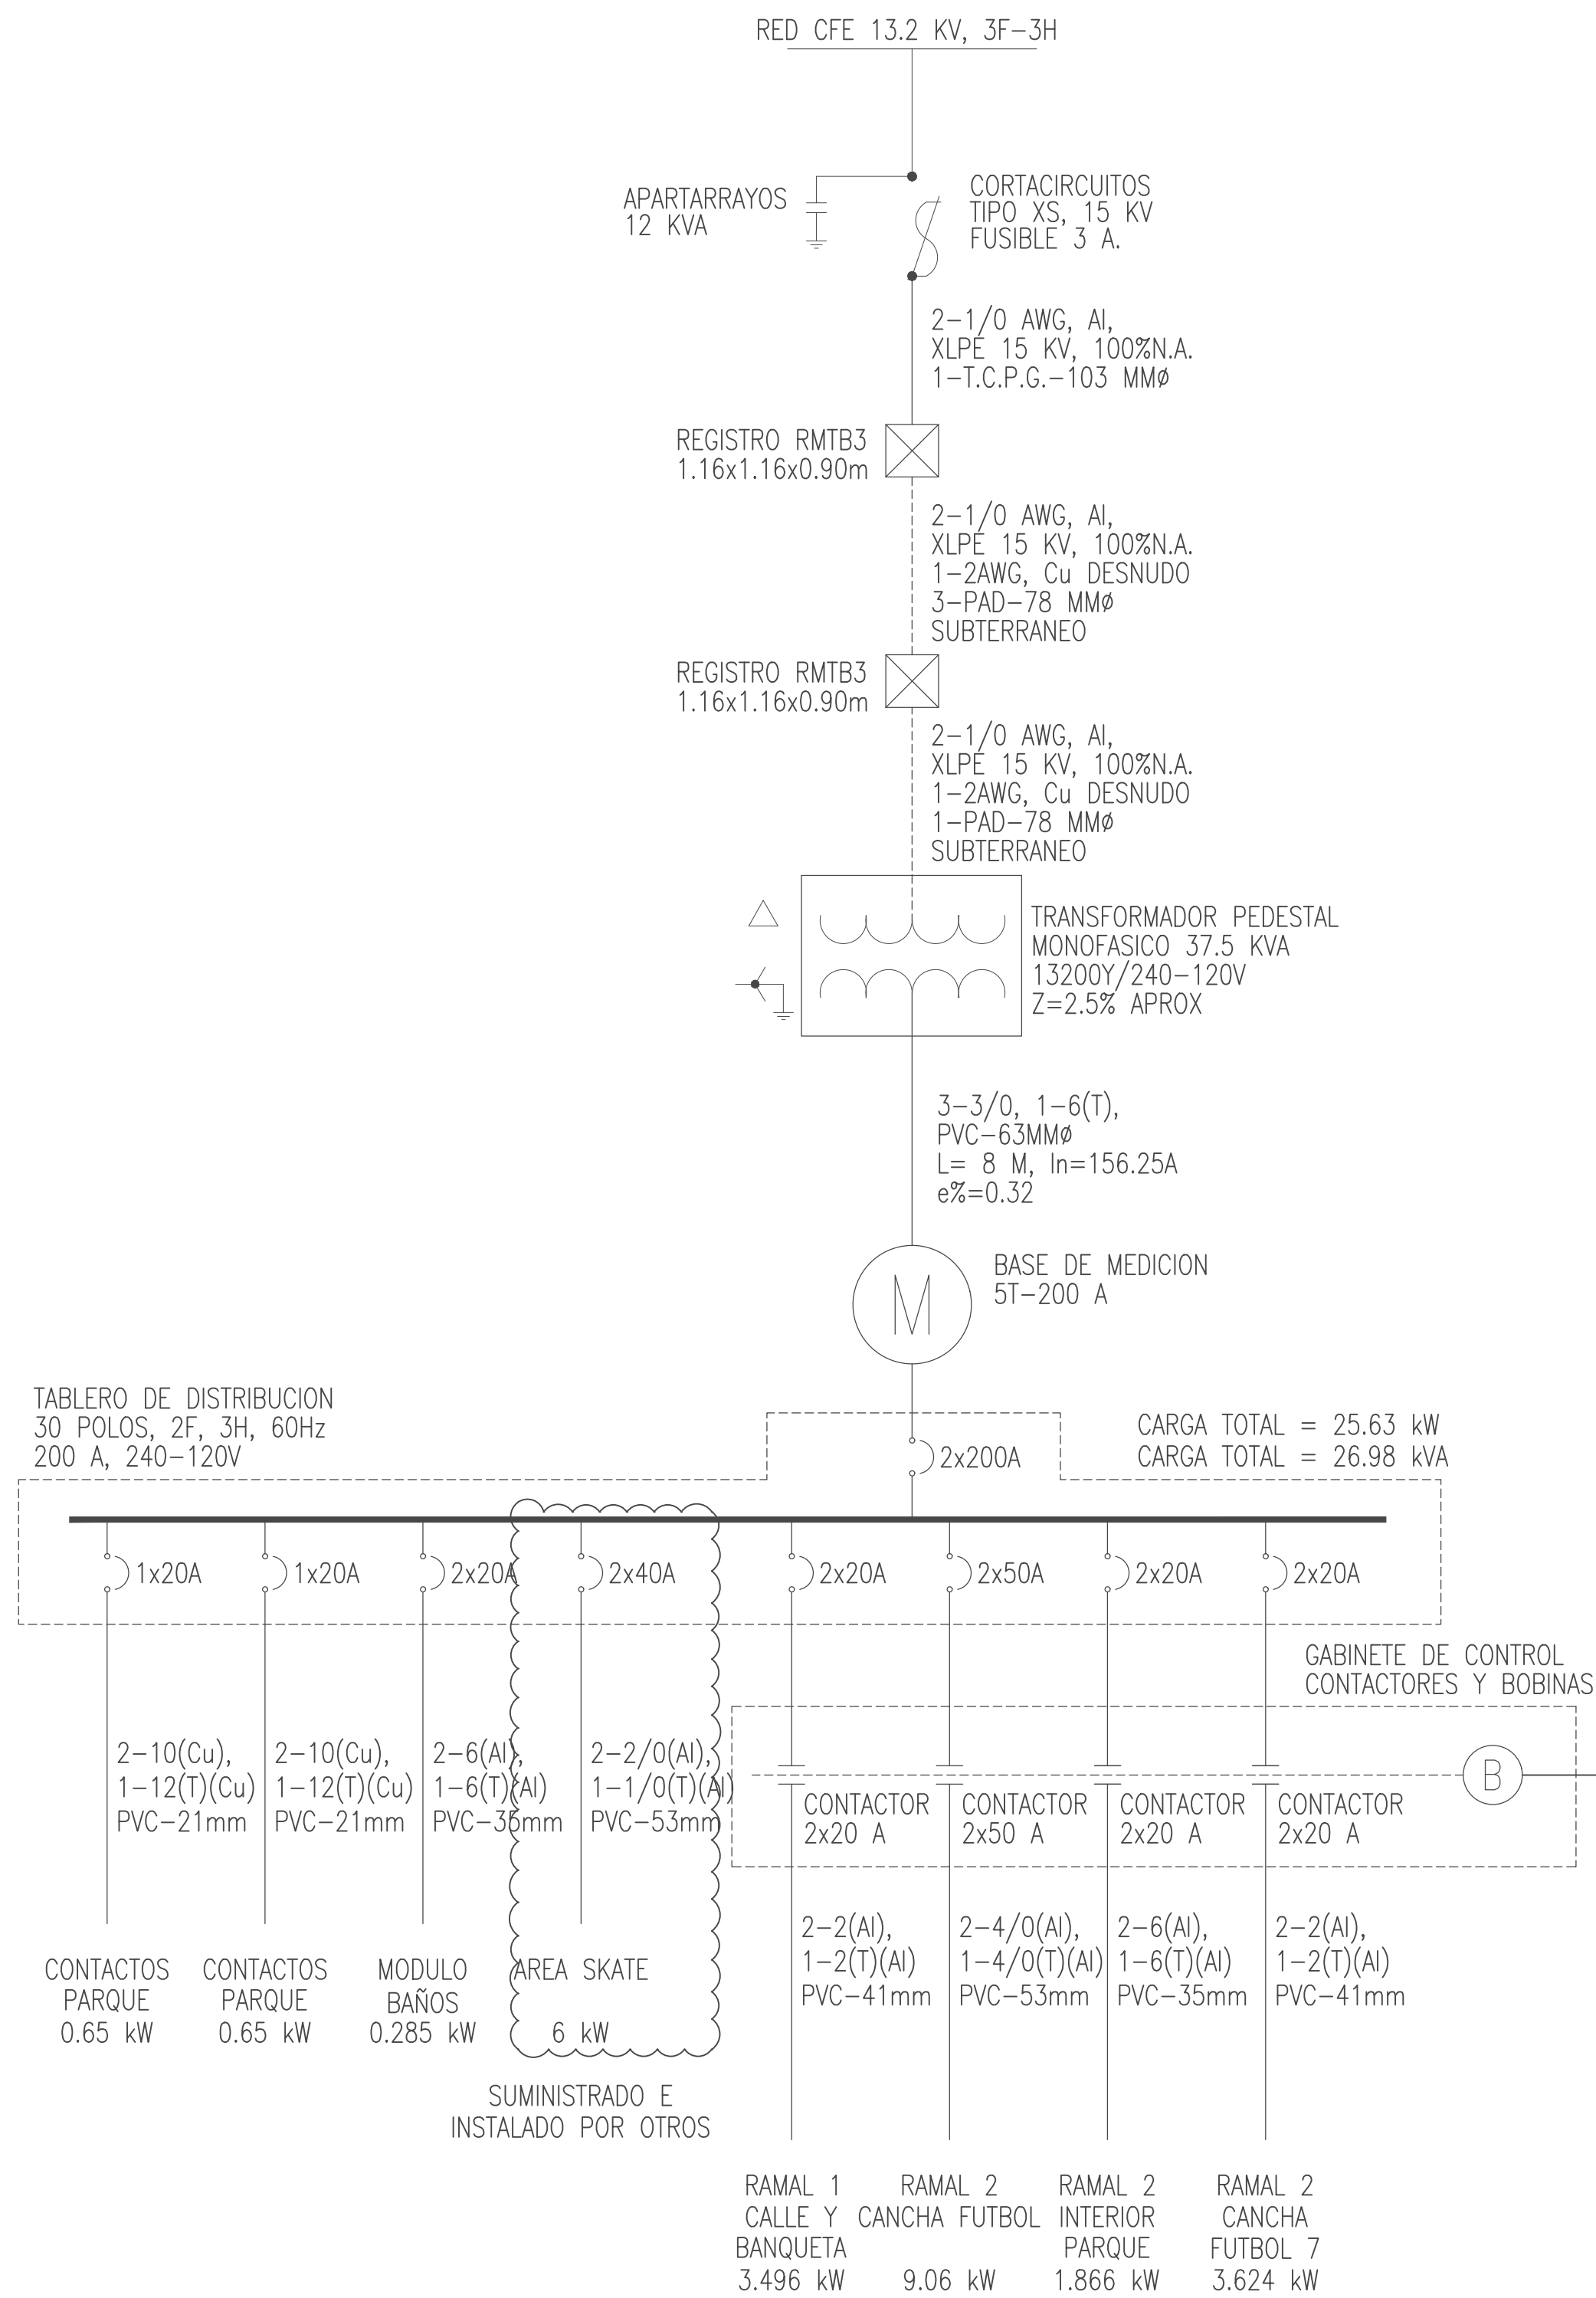 RED CFE 13.2 KV, 3F-3H
APARTARRAYOS
12 KVA
CORTACIRCUITOS
TIPO XS, 15 KV
FUSIBLE 3 A.
2-1/0 AWG, Al,
XLPE 15 KV, 100%N.A.
1-T.C.P.G.-103 MMø
REGISTRO RMTB3
1.16x1.16x0.90m
2-1/0 AWG, Al,
XLPE 15 KV, 100%N.A.
1-2AWG, Cu DESNUDO
3-PAD-78 MMø
SUBTERRANEO
REGISTRO RMTB3
1.16x1.16x0.90m
2-1/0 AWG, Al,
XLPE 15 KV, 100%N.A.
1-2AWG, Cu DESNUDO
1-PAD-78 MMø
SUBTERRANEO
TRANSFORMADOR PEDESTAL
MONOFASICO 37.5 KVA
13200Y/240-120V
Z=2.5% APROX
3-3/0, 1-6(T),
PVC-63MMø
L= 8 M, In=156.25A
e%=0.32
M
BASE DE MEDICION
5T-200 A
TABLERO DE DISTRIBUCION
30 POLOS, 2F, 3H, 60Hz
200 A, 240-120V
CARGA TOTAL = 25.63 kW
CARGA TOTAL = 26.98 kVA
2x200A
1x20A
1x20A
2x20A
2x40A
2x20A
2x50A
2x20A
2x20A
GABINETE DE CONTROL
CONTACTORES Y BOBINAS
2-10(Cu),
1-12(T)(Cu)
PVC-21mm
2-10(Cu),
1-12(T)(Cu)
PVC-21mm
2-6(Al),
1-6(T)(Al)
PVC-35mm
2-2/0(Al),
1-1/0(T)(Al)
PVC-53mm
B
CONTACTOR
2x20 A
CONTACTOR
2x50 A
CONTACTOR
2x20 A
CONTACTOR
2x20 A
2-2(Al),
1-2(T)(Al)
PVC-41mm
2-4/0(Al),
1-4/0(T)(Al)
PVC-53mm
2-6(Al),
1-6(T)(Al)
PVC-35mm
2-2(Al),
1-2(T)(Al)
PVC-41mm
CONTACTOS
PARQUE
0.65 kW
CONTACTOS
PARQUE
0.65 kW
MODULO
BAÑOS
0.285 kW
AREA SKATE
6 kW
SUMINISTRADO E
INSTALADO POR OTROS
RAMAL 1
CALLE Y
BANQUETA
3.496 kW
RAMAL 2
CANCHA FUTBOL
9.06 kW
RAMAL 2
INTERIOR
PARQUE
1.866 kW
RAMAL 2
CANCHA
FUTBOL 7
3.624 kW